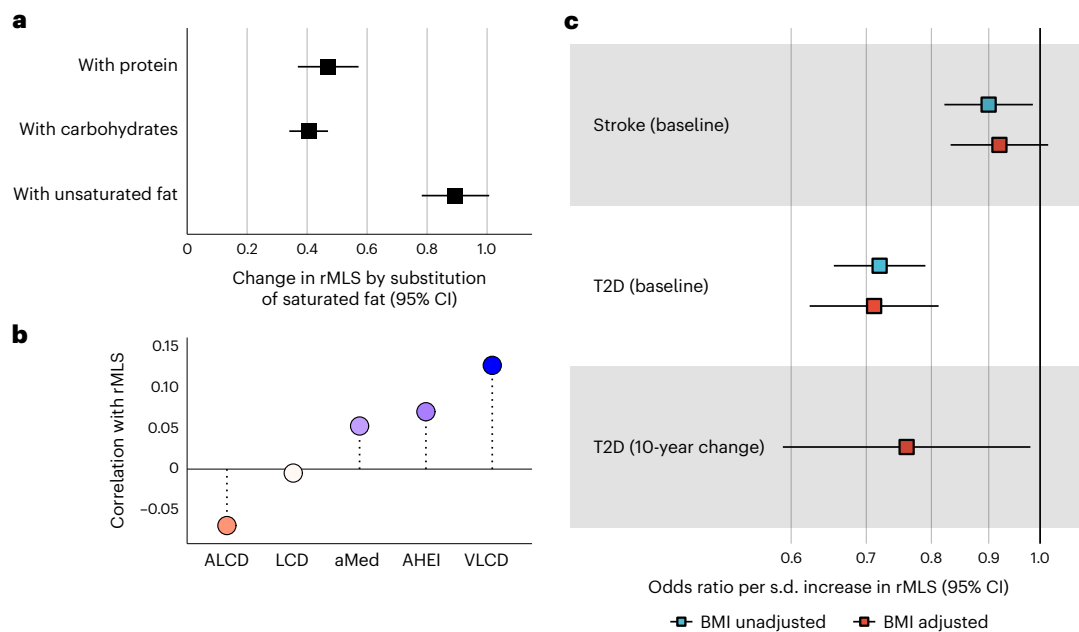 a
With protein
With carbohydrates
With unsaturated fat
0 0.2 0.4 0.6 0.8 1.0
Change in rMLS by substitution
of saturated fat (95% CI)
b
Correlation with rMLS
0.15
0.10
0.05
0
–0.05
ALCD LCD aMed AHEI VLCD
c
Stroke (baseline)
T2D (baseline)
T2D (10-year change)
0.6 0.7 0.8 0.9 1.0
Odds ratio per s.d. increase in rMLS (95% CI)
BMI unadjusted BMI adjusted